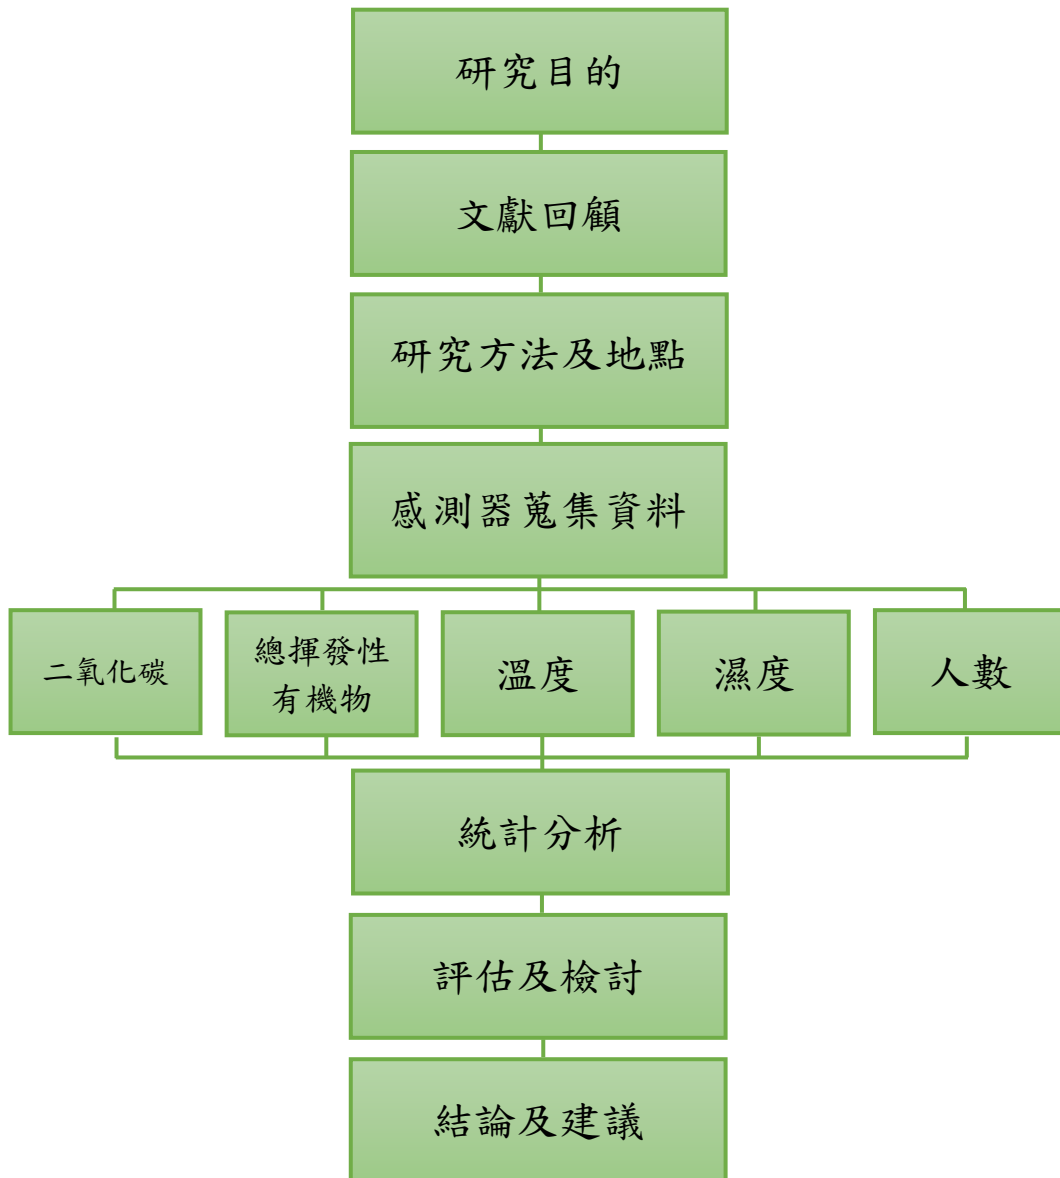 研究目的
文獻回顧
研究方法及地點
感測器蒐集資料
二氧化碳
總揮發性
有機物
溫度
濕度
人數
統計分析
評估及檢討
結論及建議